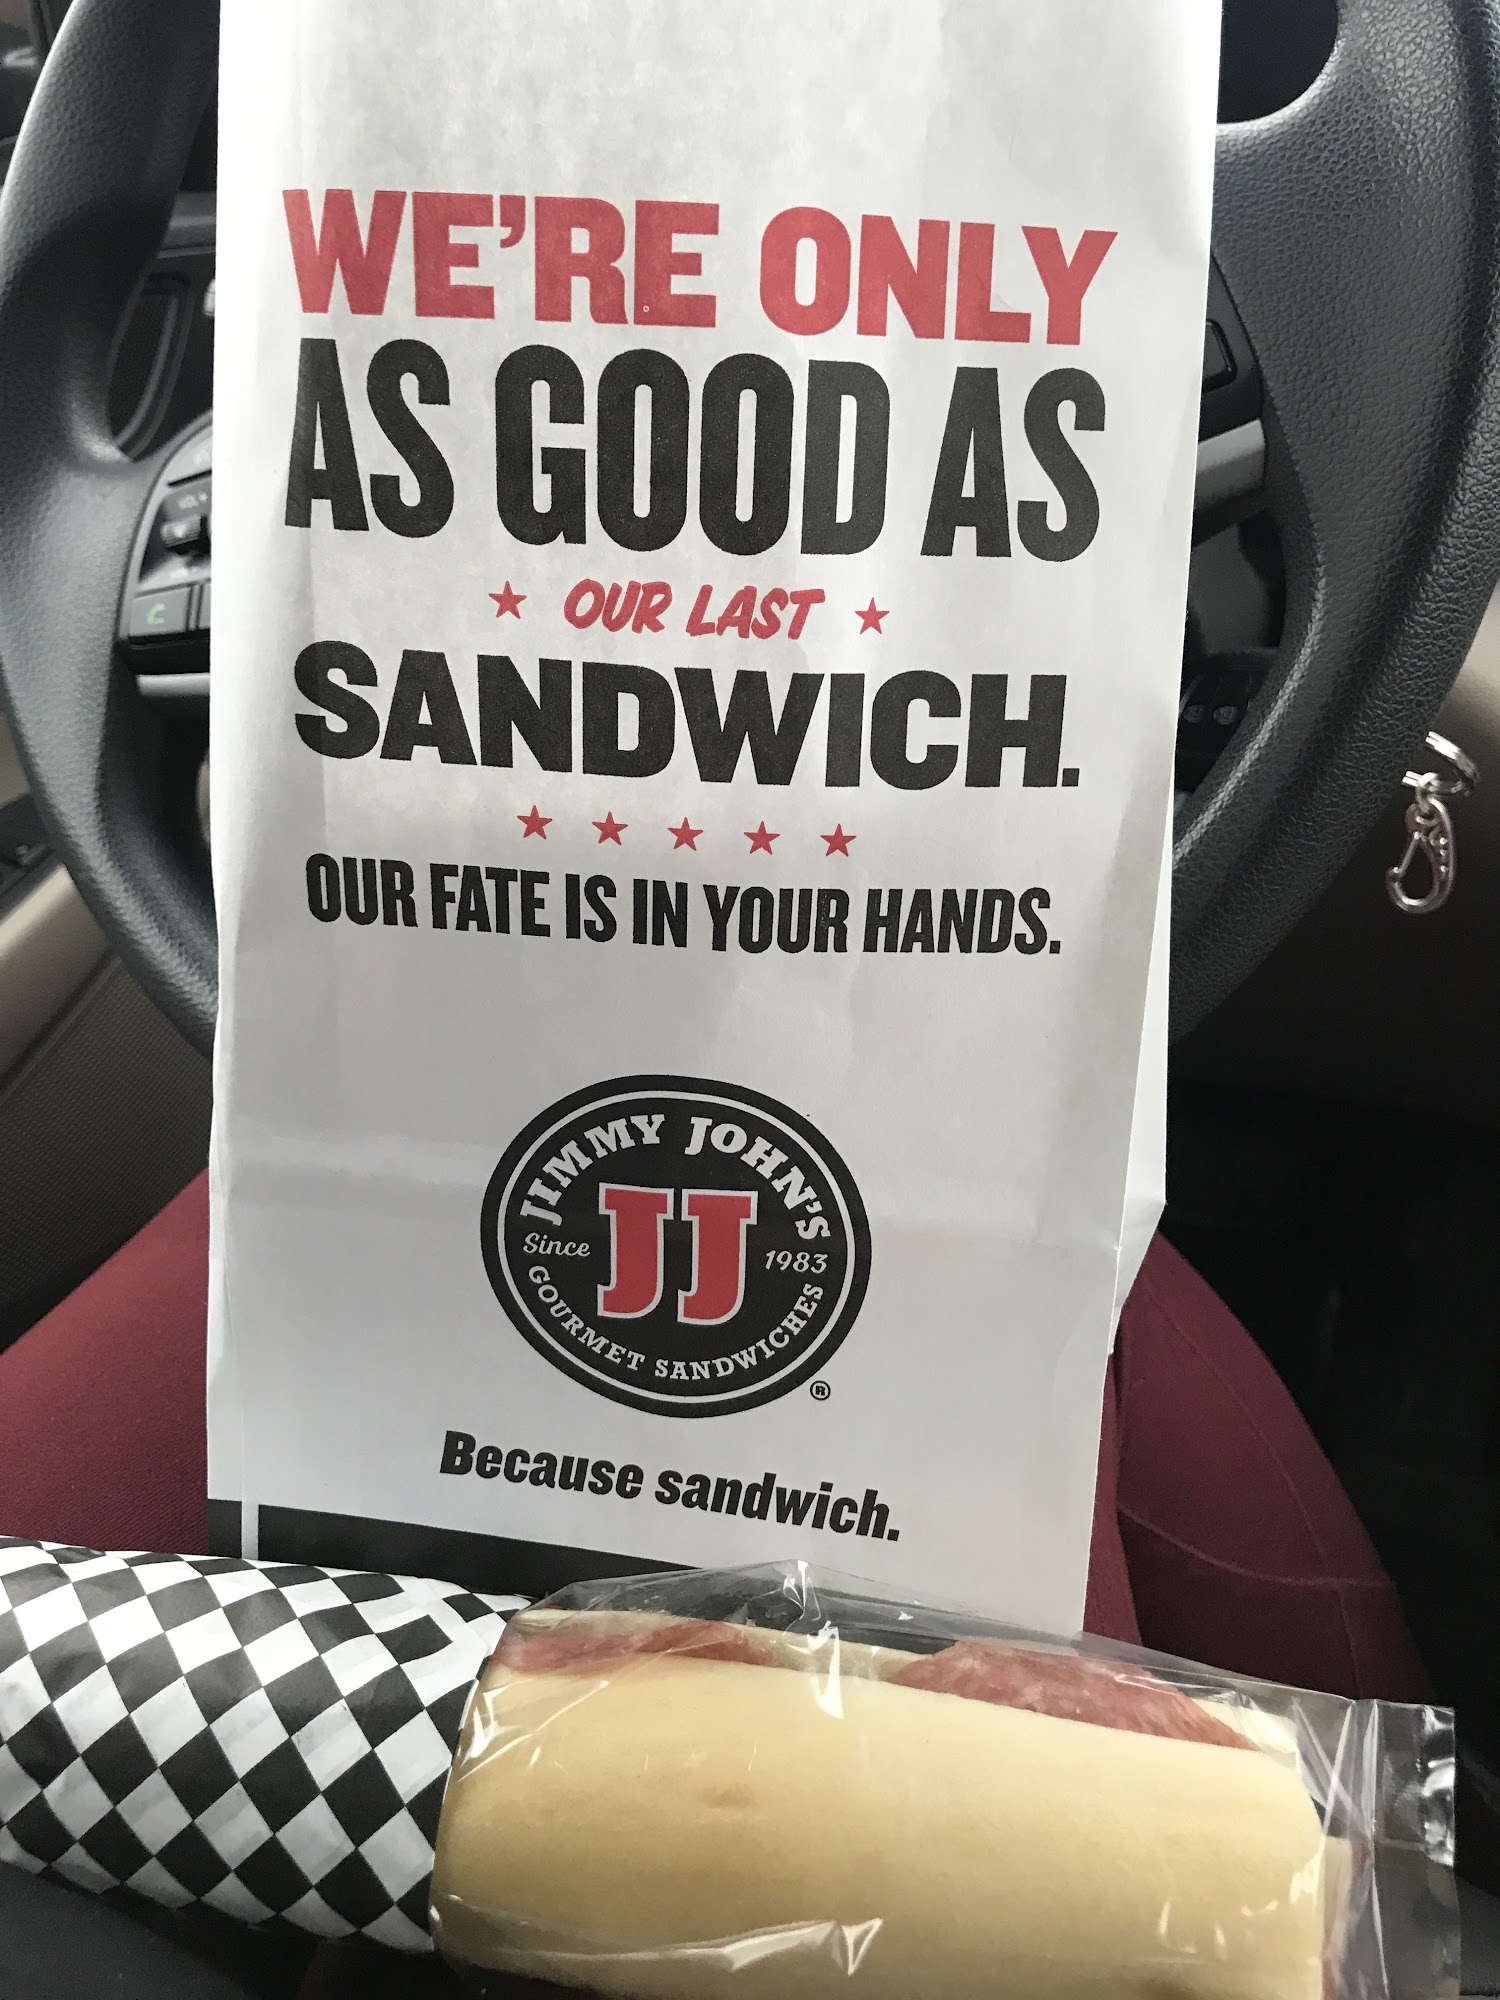 WE'RE ONLY
AS GOOD AS
OUR LAST
SANDWICH.
OUR FATE IS IN YOUR HANDS.
JIMMY JOHN'S
Since JJ 1983
GOURMET SANDWICHES
®
Because sandwich.
VOL